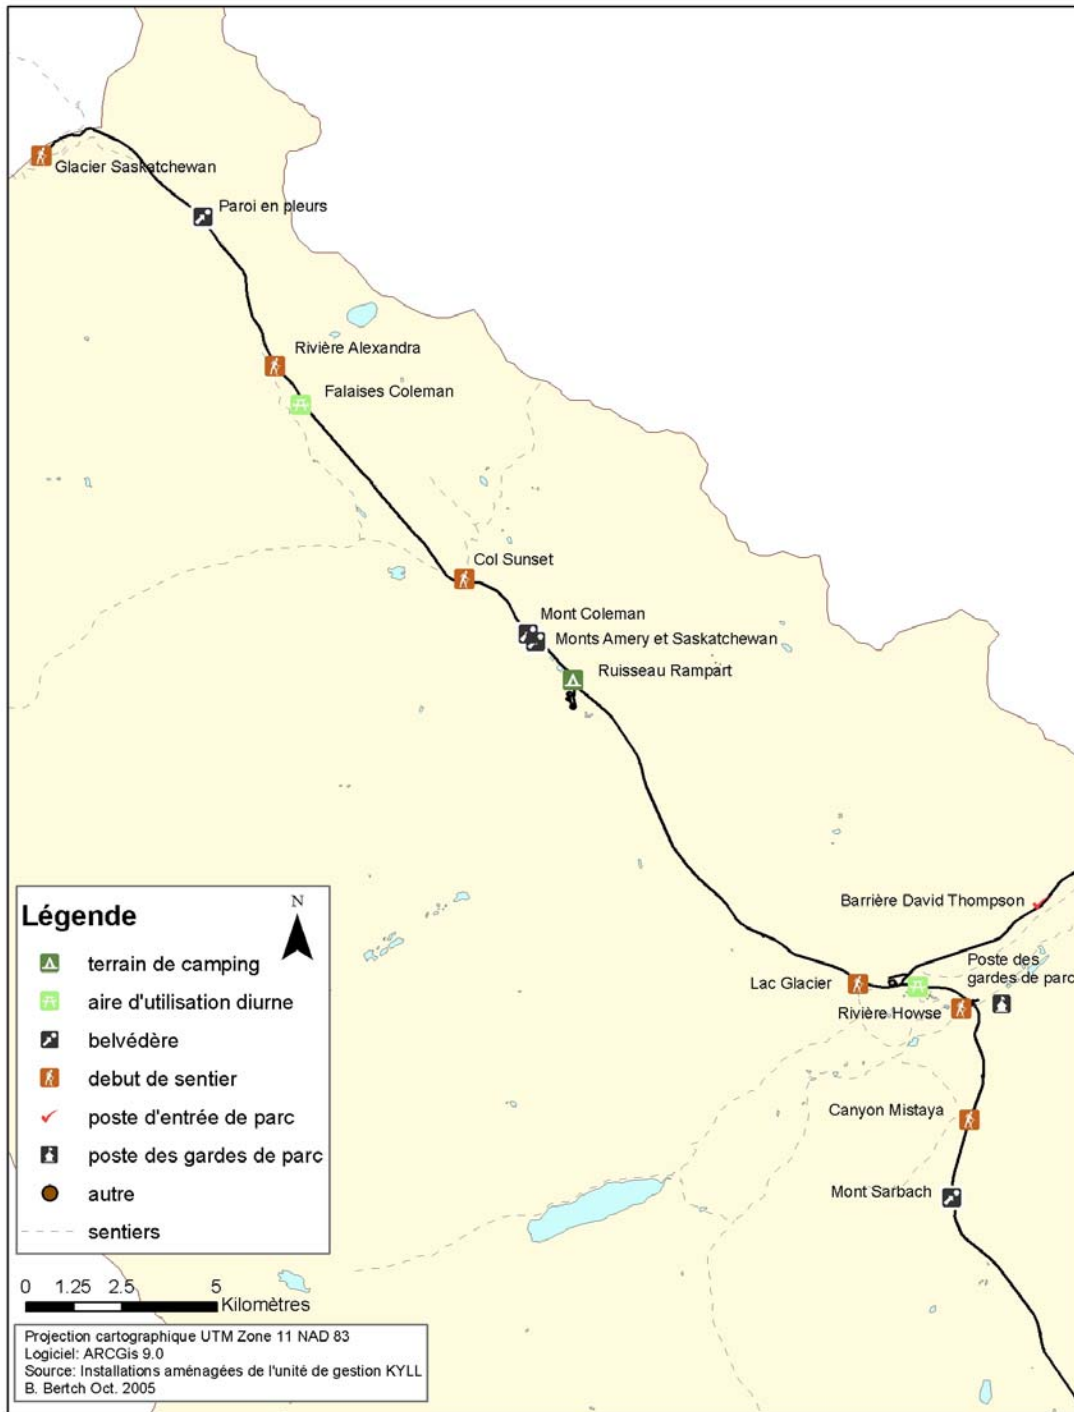 Glacier Saskatchewan
Paroi en pleurs
Rivière Alexandra
Falaises Coleman
Col Sunset
Mont Coleman
Monts Amery et Saskatchewan
Ruisseau Rampart
Barrière David Thompson
Poste des
gardes de parc
Lac Glacier
Rivière Howse
Canyon Mistaya
Mont Sarbach
N
Légende
terrain de camping
aire d'utilisation diurne
belvédère
debut de sentier
poste d'entrée de parc
poste des gardes de parc
autre
sentiers
0 1.25 2.5 5
Kilomètres
Projection cartographique UTM Zone 11 NAD 83
Logiciel: ARCGis 9.0
Source: Installations aménagées de l'unité de gestion KYLL
B. Bertch Oct. 2005